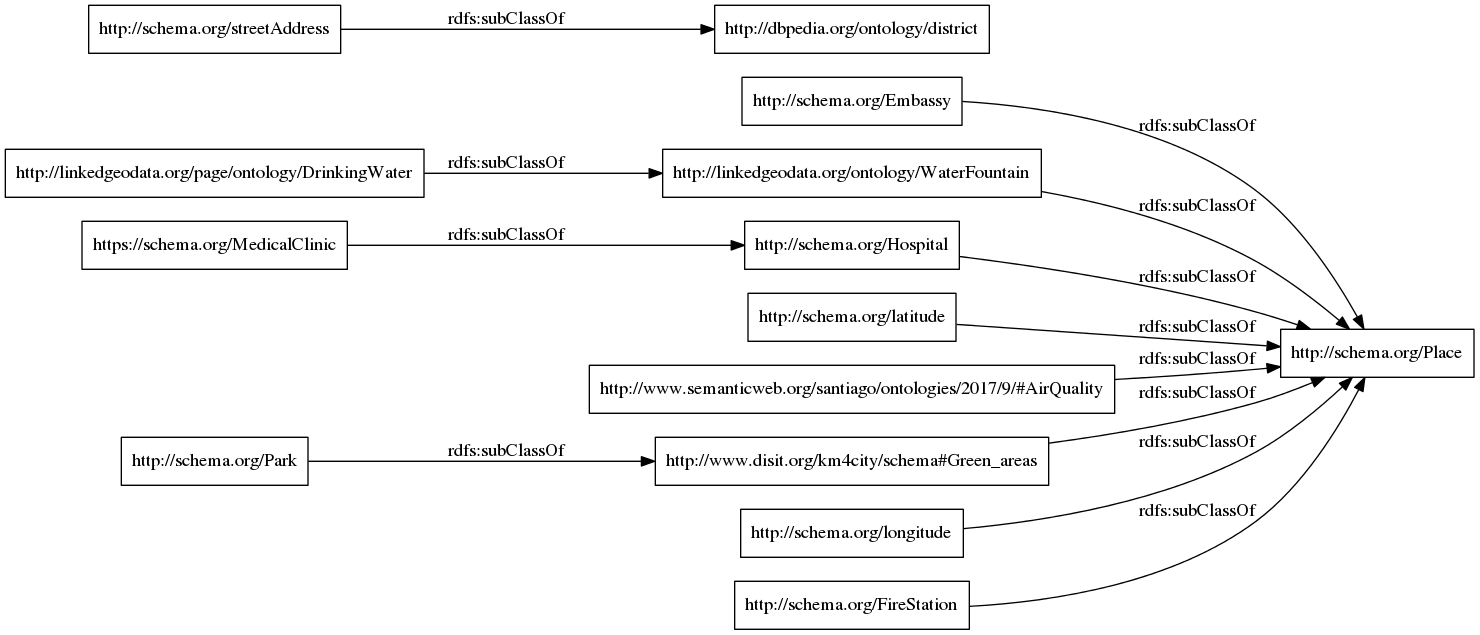 http://schema.org/streetAddress
rdfs:subClassOf
http://dbpedia.org/ontology/district
http://schema.org/Embassy
rdfs:subClassOf
http://linkedgeodata.org/page/ontology/DrinkingWater
rdfs:subClassOf
http://linkedgeodata.org/ontology/WaterFountain
rdfs:subClassOf
https://schema.org/MedicalClinic
rdfs:subClassOf
http://schema.org/Hospital
rdfs:subClassOf
http://schema.org/latitude
rdfs:subClassOf
http://schema.org/Place
http://www.semanticweb.org/santiago/ontologies/2017/9/#AirQuality
rdfs:subClassOf
http://schema.org/Park
rdfs:subClassOf
http://www.disit.org/km4city/schema#Green_areas
rdfs:subClassOf
http://schema.org/longitude
rdfs:subClassOf
http://schema.org/FireStation
rdfs:subClassOf